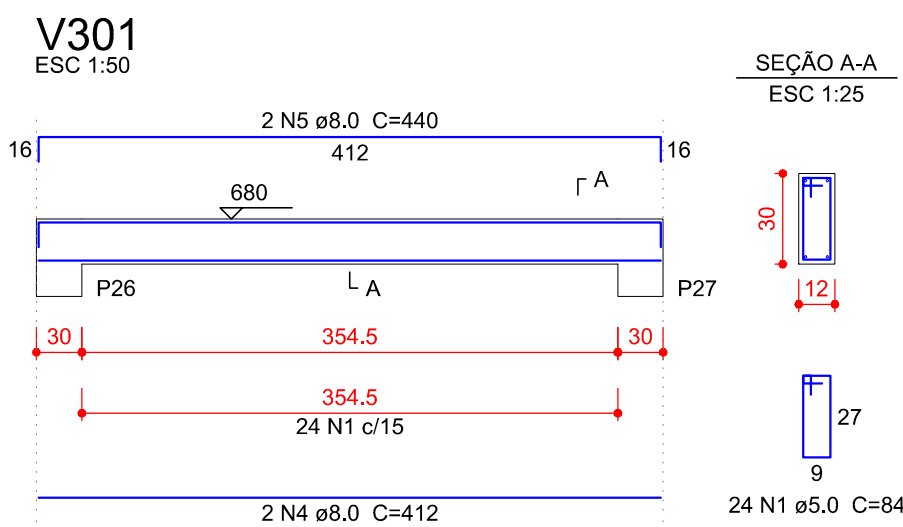 V301
ESC 1:50
SEÇÃO A-A
ESC 1:25
2 N5 ø8.0 C=440
16
412
16
A
680
30
P26
A
P27
12
30
354.5
30
354.5
24 N1 c/15
27
9
2 N4 ø8.0 C=412
24 N1 ø5.0 C=84